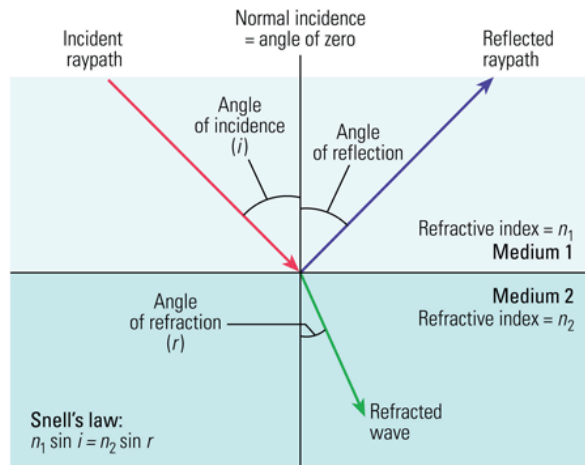 Incident
raypath
Normal incidence
= angle of zero
Reflected
raypath
Angle
of incidence
(i)
Angle
of reflection
Refractive index = n₁
Medium 1
Medium 2
Refractive index = n₂
Angle
of refraction
(r)
Refracted
wave
Snell’s law:
n₁ sin i = n₂ sin r